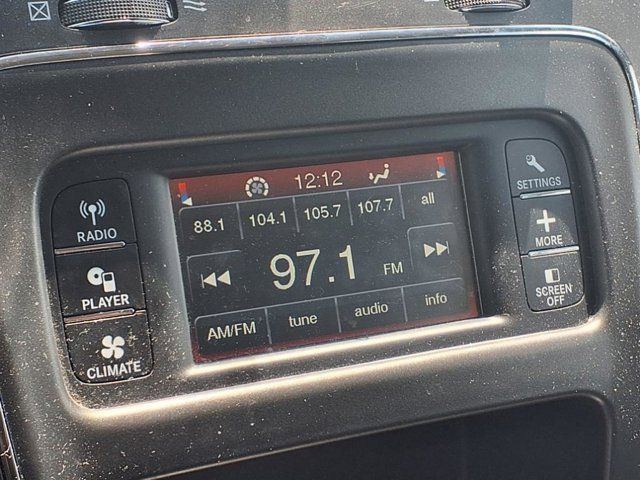 12:12
88.1 104.1 105.7 107.7 all
97.1 FM
AM/FM tune audio info
RADIO
PLAYER
CLIMATE
SETTINGS
MORE
SCREEN
OFF